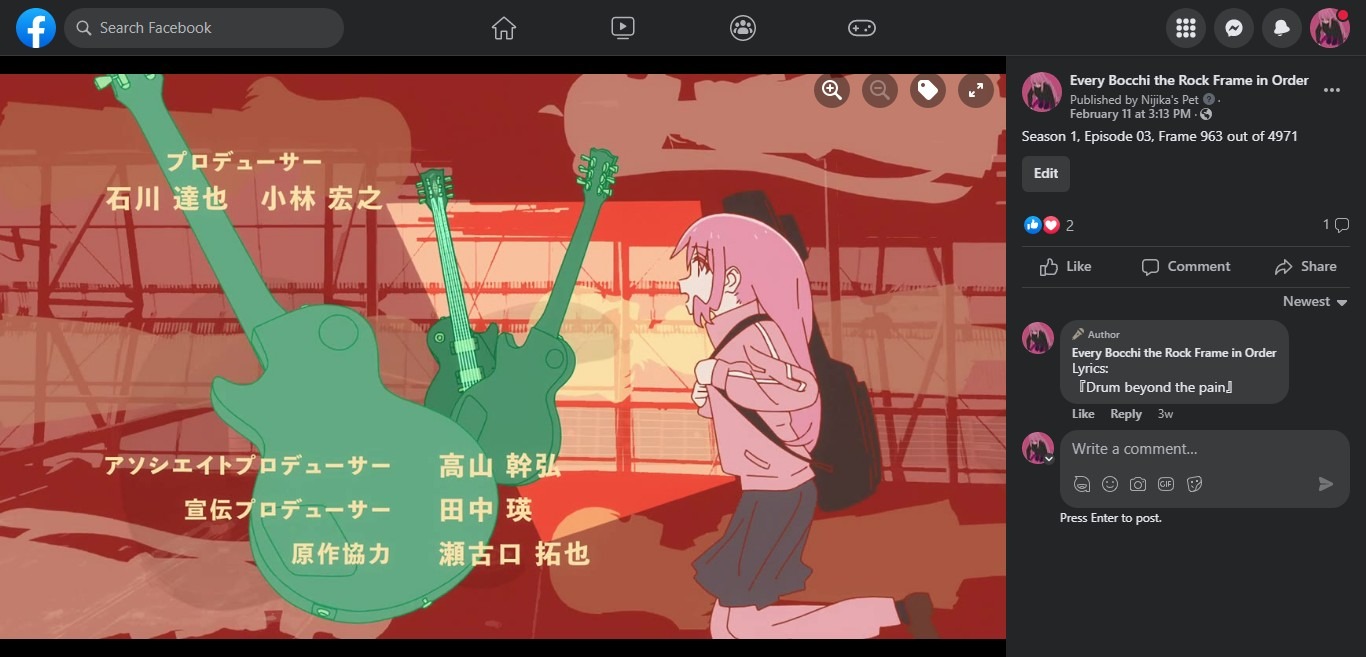 Search Facebook
プロデューサー
石川 達也　小林 宏之
アソシエイトプロデューサー　高山 幹弘
宣伝プロデューサー　田中 瑛
原作協力　瀬古口 拓也
Every Bocchi the Rock Frame in Order
Published by Nijika's Pet ·
February 11 at 3:13 PM ·
Season 1, Episode 03, Frame 963 out of 4971
Edit
2
1
Like Comment Share
Newest
Author
Every Bocchi the Rock Frame in Order
Lyrics:
『Drum beyond the pain』
Like Reply 3w
Write a comment...
GIF
Press Enter to post.